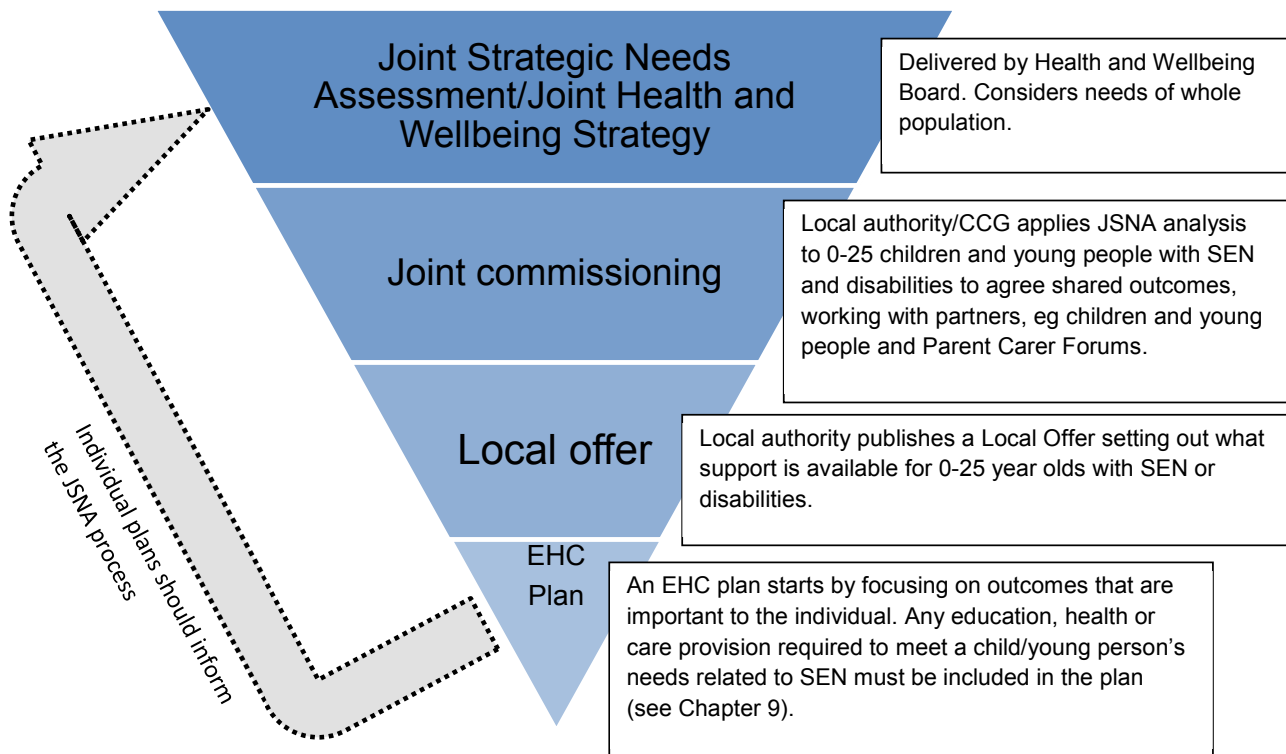 Joint Strategic Needs
Assessment/Joint Health and
Wellbeing Strategy
Delivered by Health and Wellbeing
Board. Considers needs of whole
population.
Joint commissioning
Local authority/CCG applies JSNA analysis
to 0-25 children and young people with SEN
and disabilities to agree shared outcomes,
working with partners, eg children and young
people and Parent Carer Forums.
Local offer
Local authority publishes a Local Offer setting out what
support is available for 0-25 year olds with SEN or
disabilities.
EHC
Plan
An EHC plan starts by focusing on outcomes that are
important to the individual. Any education, health or
care provision required to meet a child/young person's
needs related to SEN must be included in the plan
(see Chapter 9).
Individual plans should inform
the JSNA process